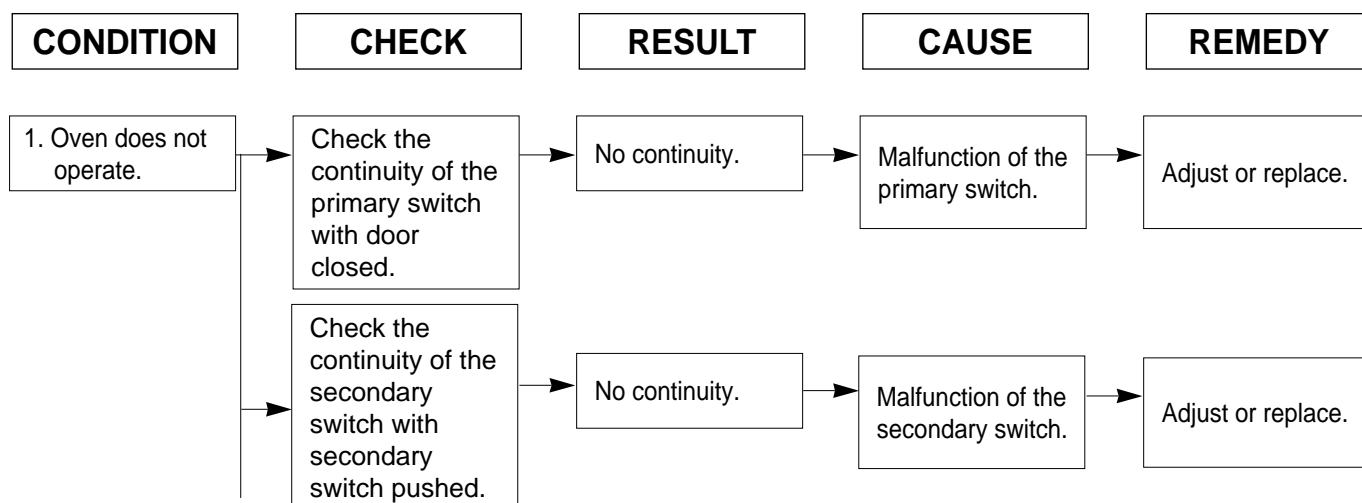 CONDITION
CHECK
RESULT
CAUSE
REMEDY
1. Oven does not
operate.
Check the
continuity of the
primary switch
with door
closed.
No continuity.
Malfunction of the
primary switch.
Adjust or replace.
Check the
continuity of the
secondary
switch with
secondary
switch pushed.
No continuity.
Malfunction of the
secondary switch.
Adjust or replace.